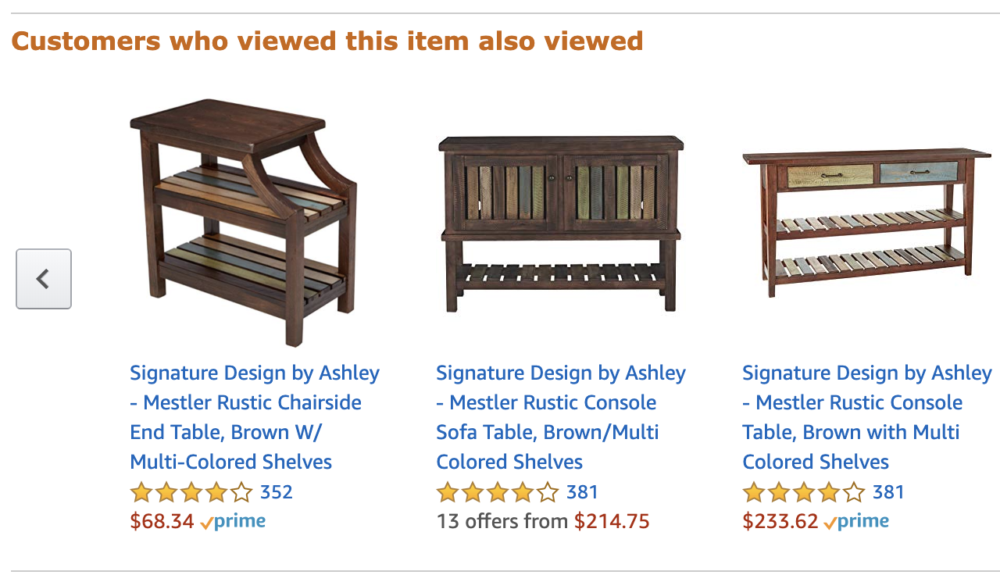 Customers who viewed this item also viewed
Signature Design by Ashley
- Mestler Rustic Chairside
End Table, Brown W/
Multi-Colored Shelves
352
$68.34 prime
Signature Design by Ashley
- Mestler Rustic Console
Sofa Table, Brown/Multi
Colored Shelves
381
13 offers from $214.75
Signature Design by Ashley
- Mestler Rustic Console
Table, Brown with Multi
Colored Shelves
381
$233.62 prime